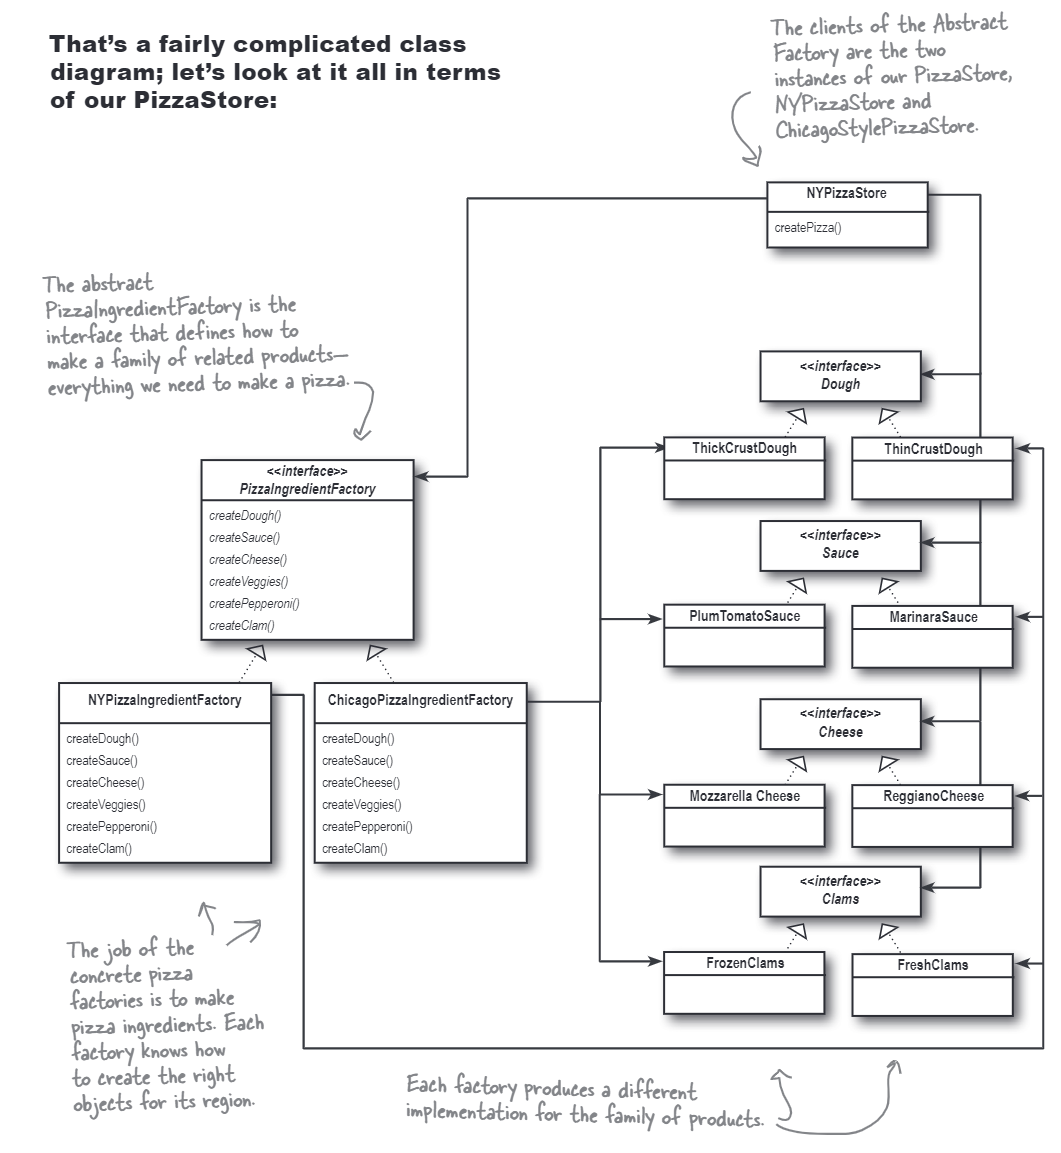 That's a fairly complicated class
diagram; let's look at it all in terms
of our PizzaStore:
The clients of the Abstract
Factory are the two
instances of our PizzaStore,
NYPizzaStore and
ChicagoStylePizzaStore.
NYPizzaStore
createPizza()
The abstract
PizzaIngredientFactory is the
interface that defines how to
make a family of related products—
everything we need to make a pizza.
<<interface>>
Dough
ThickCrustDough
ThinCrustDough
<<interface>>
PizzaIngredientFactory
createDough()
createSauce()
createCheese()
createVeggies()
createPepperoni()
createClam()
<<interface>>
Sauce
PlumTomatoSauce
MarinaraSauce
NYPizzaIngredientFactory
createDough()
createSauce()
createCheese()
createVeggies()
createPepperoni()
createClam()
ChicagoPizzaIngredientFactory
createDough()
createSauce()
createCheese()
createVeggies()
createPepperoni()
createClam()
<<interface>>
Cheese
Mozzarella Cheese
ReggianoCheese
<<interface>>
Clams
FrozenClams
FreshClams
The job of the
concrete pizza
factories is to make
pizza ingredients. Each
factory knows how
to create the right
objects for its region.
Each factory produces a different
implementation for the family of products.